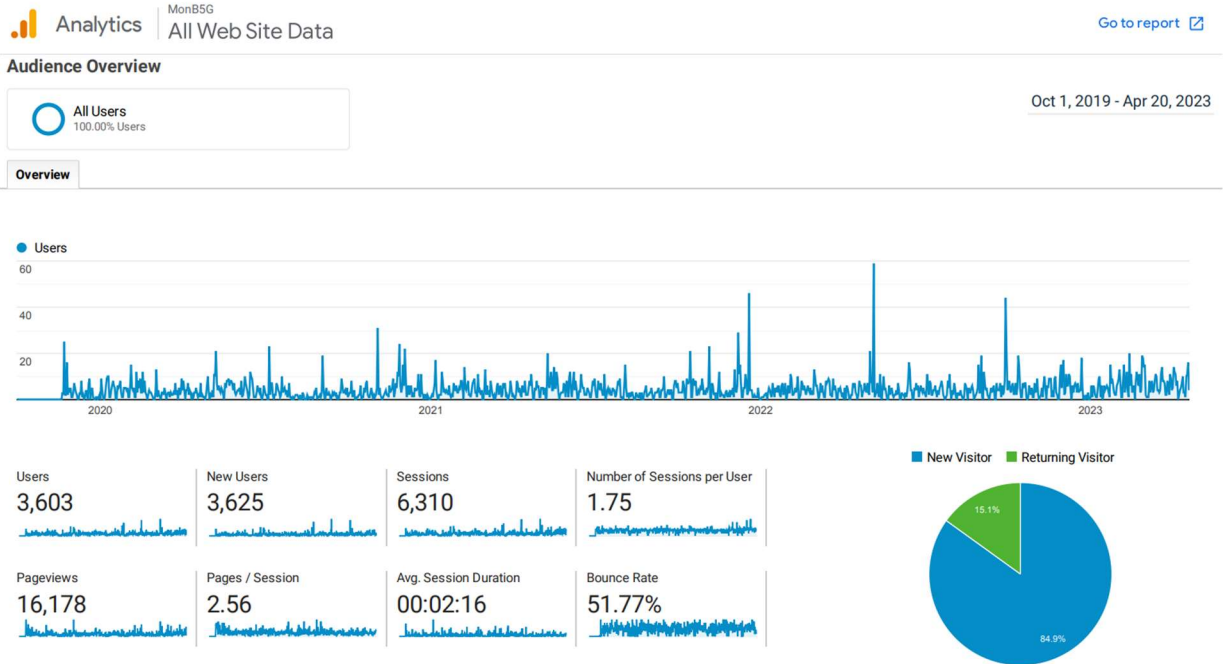 MonB5G
Analytics
All Web Site Data
Go to report
Audience Overview
All Users
100.00% Users
Oct 1, 2019 - Apr 20, 2023
Overview
Users
60
40
20
2020 2021 2022 2023
New Visitor Returning Visitor
Users New Users Sessions Number of Sessions per User
3,603 3,625 6,310 1.75
15.1%
Pageviews Pages / Session Avg. Session Duration Bounce Rate
16,178 2.56 00:02:16 51.77%
84.9%